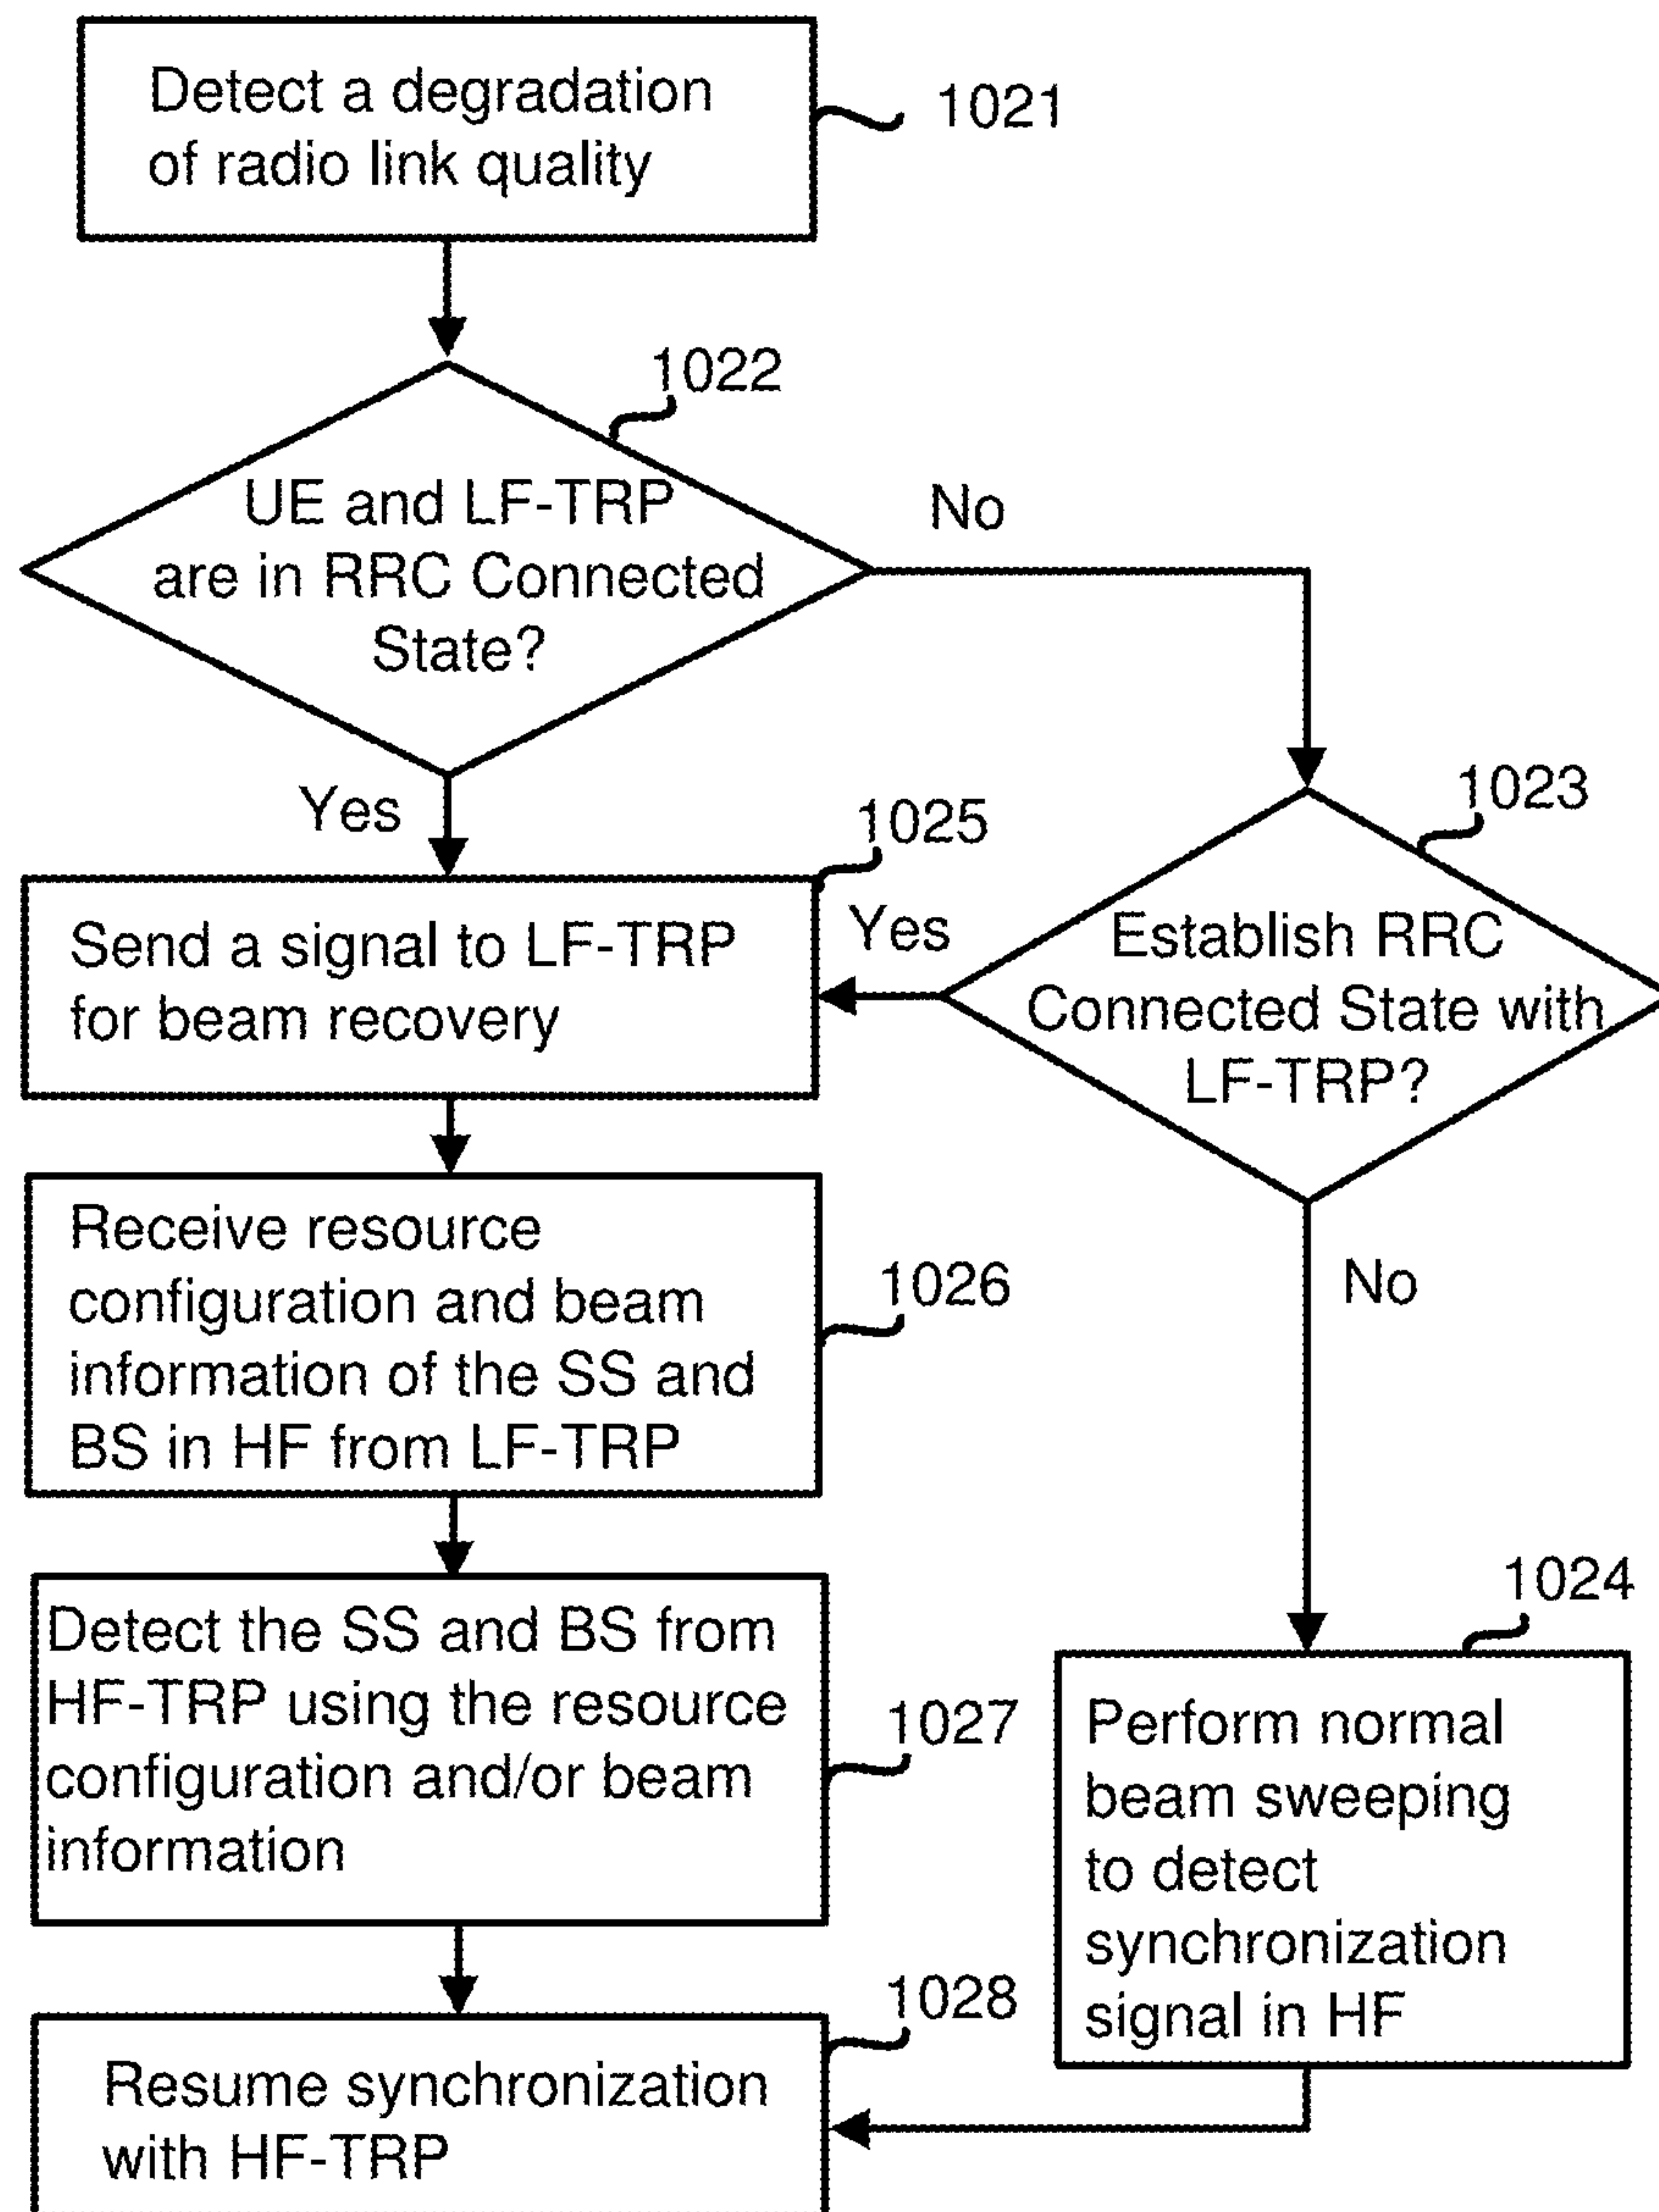 Detect a degradation
of radio link quality
1021
1022
UE and LF-TRP
are in RRC Connected
State?
No
Yes
1023
Establish RRC
Connected State with
LF-TRP?
Yes
No
1025
Send a signal to LF-TRP
for beam recovery
1026
Receive resource
configuration and beam
information of the SS and
BS in HF from LF-TRP
1027
Detect the SS and BS from
HF-TRP using the resource
configuration and/or beam
information
1024
Perform normal
beam sweeping
to detect
synchronization
signal in HF
1028
Resume synchronization
with HF-TRP